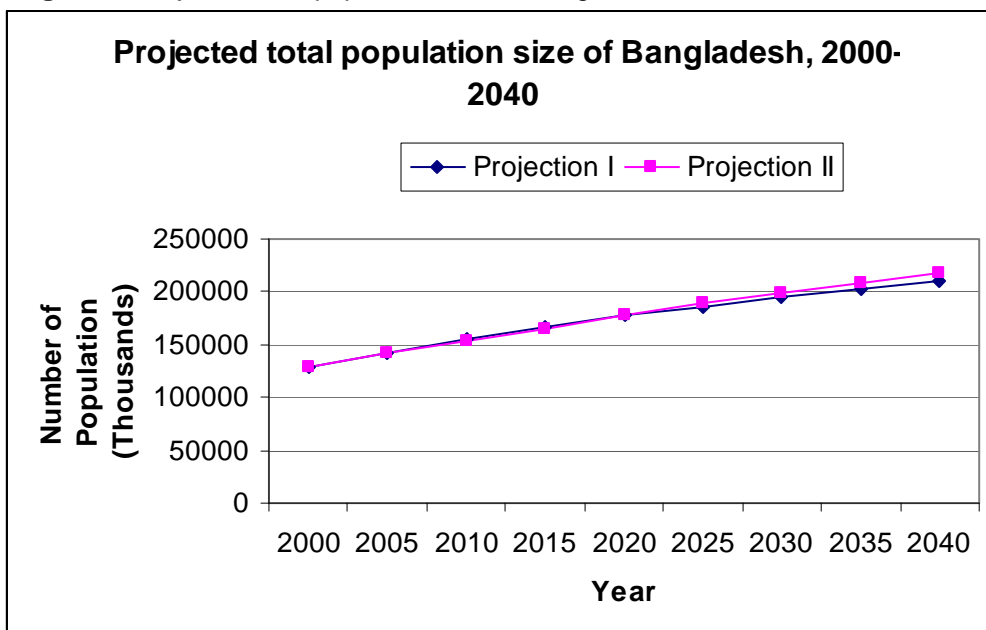 Projected total population size of Bangladesh, 2000-
2040
Projection I Projection II
250000
200000
150000
100000
50000
0
Number of
Population
(Thousands)
2000 2005 2010 2015 2020 2025 2030 2035 2040
Year